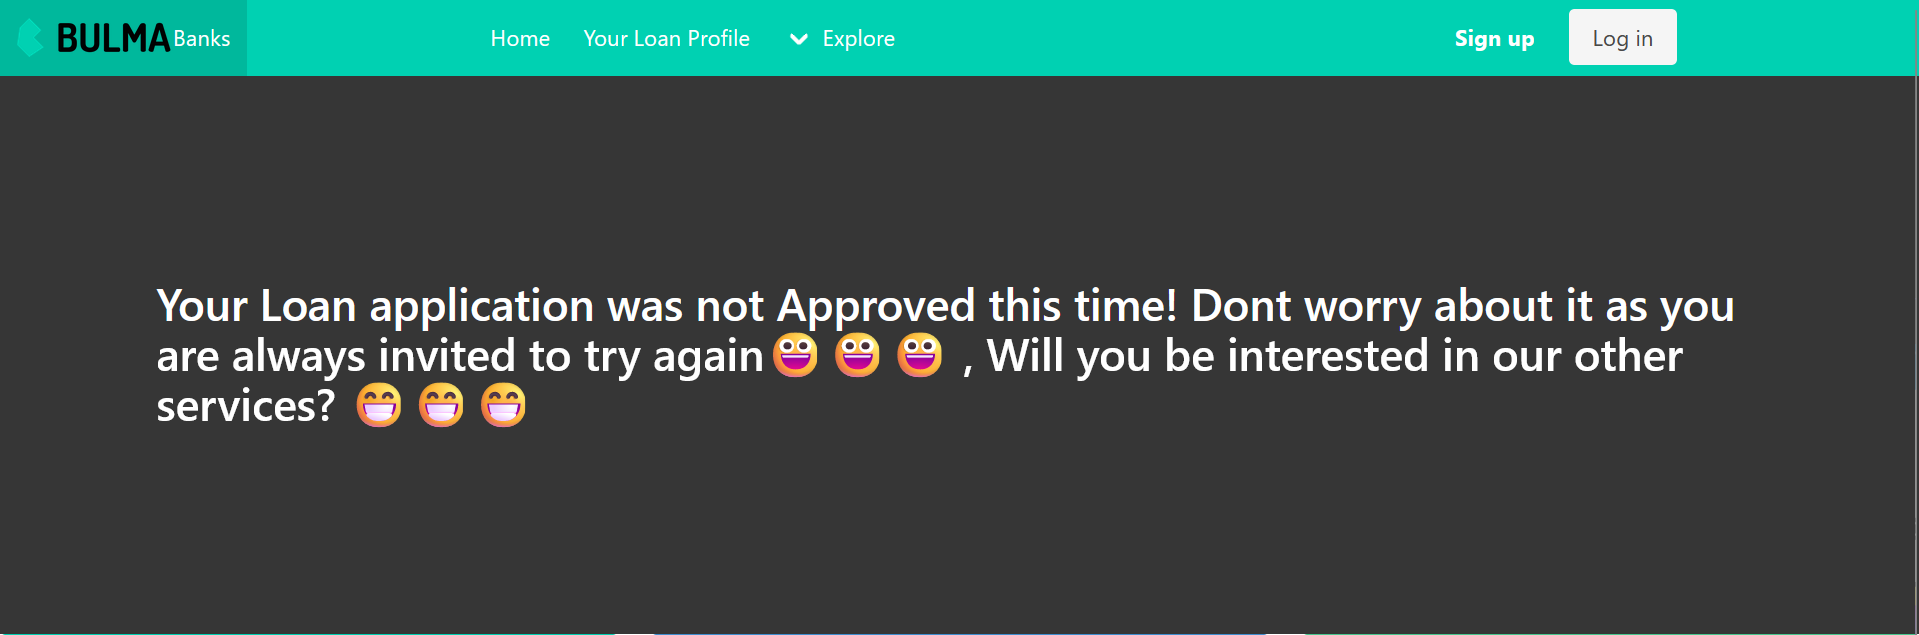 BULMA Banks Home Your Loan Profile Explore Sign up Log in
Your Loan application was not Approved this time! Dont worry about it as you
are always invited to try again😀 😀 😀 , Will you be interested in our other
services? 😁 😁 😁